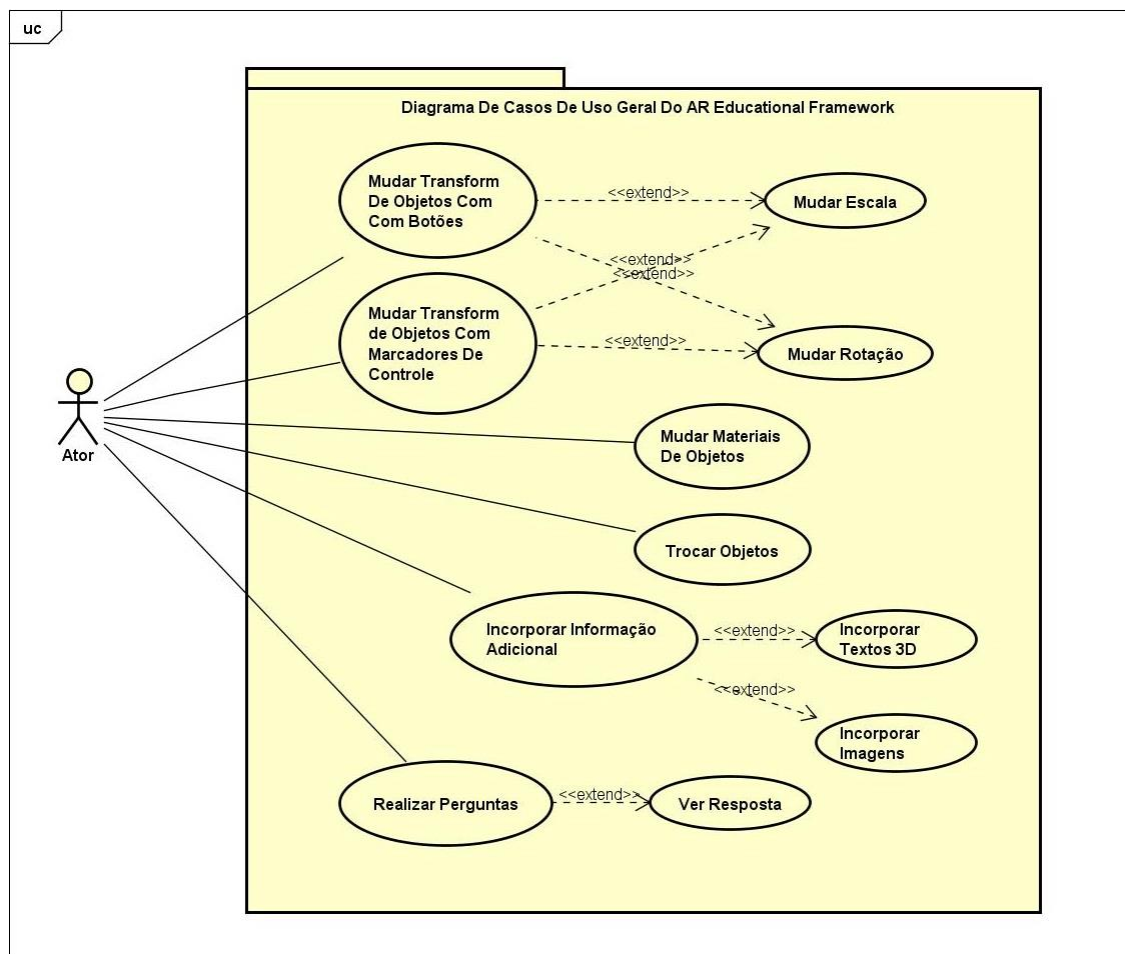 uc
Diagrama De Casos De Uso Geral Do AR Educational Framework
Mudar Transform
De Objetos Com
Com Botões
<<extend>>
Mudar Escala
<<extend>>
<<extend>>
Mudar Transform
de Objetos Com
Marcadores De
Controle
<<extend>>
Mudar Rotação
Ator
Mudar Materiais
De Objetos
Trocar Objetos
Incorporar Informação
Adicional
<<extend>>
Incorporar
Textos 3D
<<extend>>
Incorporar
Imagens
Realizar Perguntas
<<extend>>
Ver Resposta